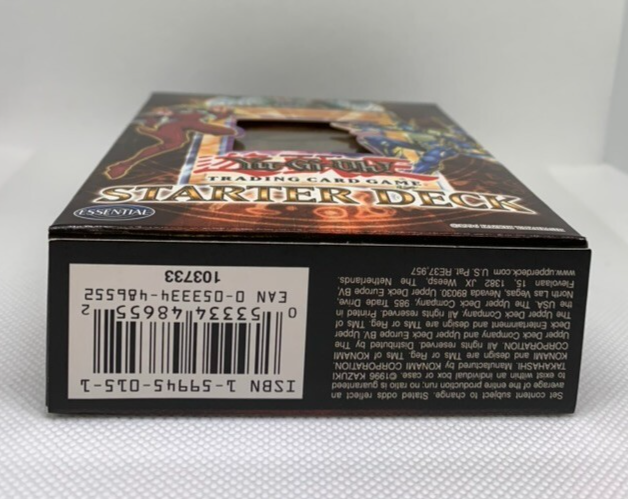 YU-GI-OH!
TRADING CARD GAME
STARTER DECK
ESSENTIAL
ISBN 1-59945-015-1
0 53334 48655 2
EAN 0-053334-486552
103733
Set content subject to change. Stated odds reflect an
average of the entire production run; no ratio is guaranteed
to exist within an individual box or case. ©1996 KAZUKI
TAKAHASHI Manufactured by KONAMI CORPORATION.
KONAMI and design are TMs or Reg. TMs of KONAMI
CORPORATION All rights reserved. Distributed by The
Upper Deck Company and Upper Deck Europe BV. Upper
Deck Entertainment and design are TMs or Reg. TMs of
The Upper Deck Company All rights reserved Printed in
the USA. The Upper Deck Company, 985 Trade Drive,
North Las Vegas, Nevada 89030. Upper Deck Europe BV,
Flevolaan 15, 1382 JX Weesp, The Netherlands.
www.upperdeck.com U.S. Pat. RE37,957